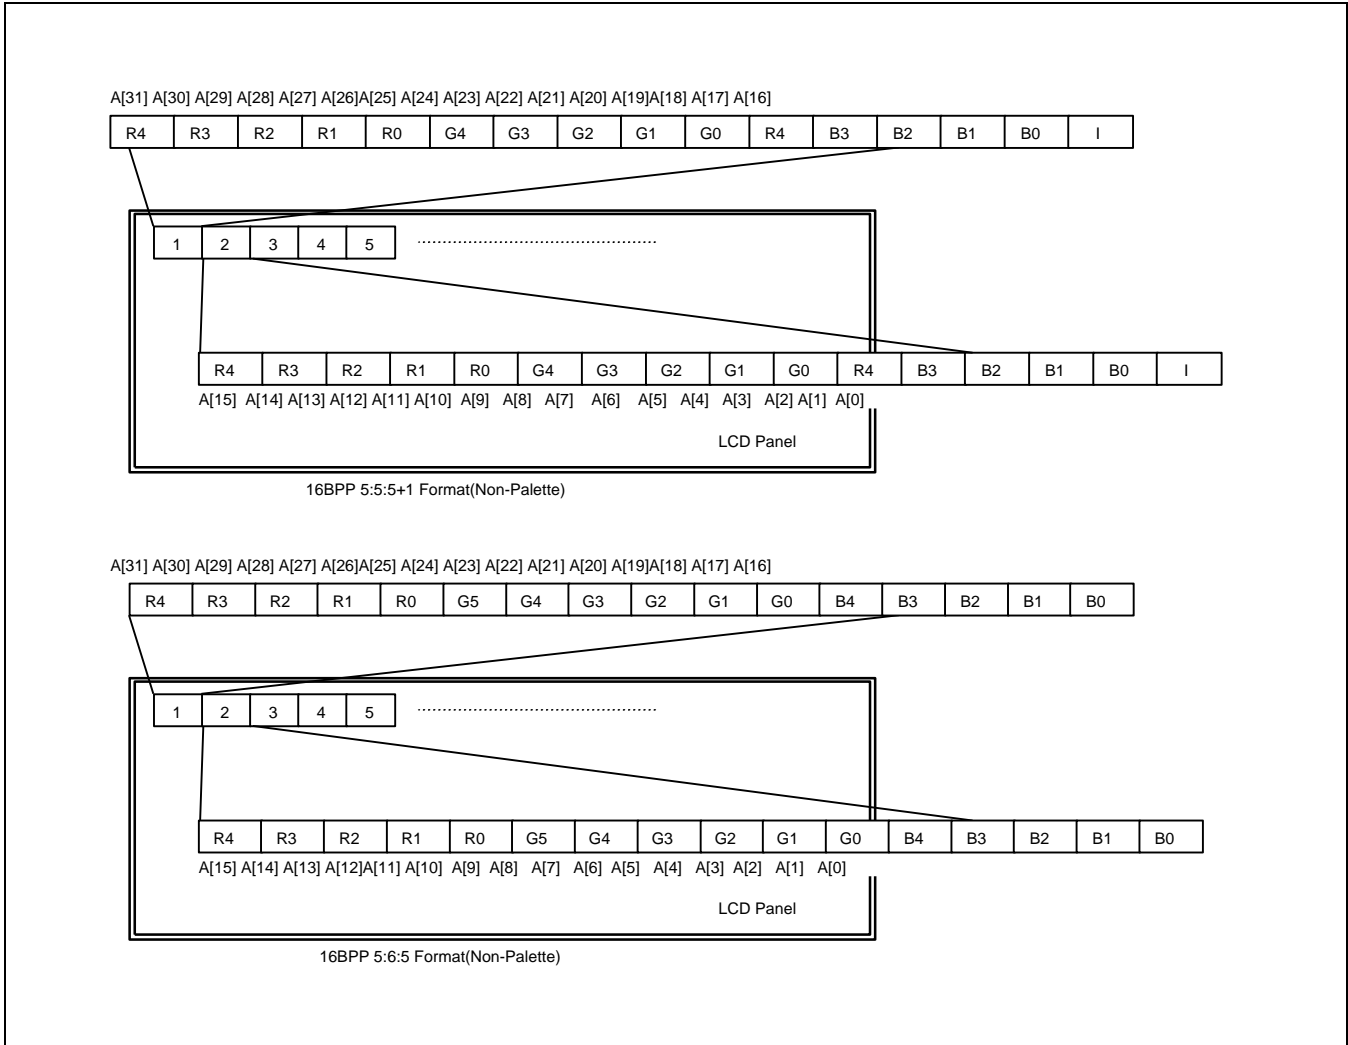 A[31] A[30] A[29] A[28] A[27] A[26]A[25] A[24] A[23] A[22] A[21] A[20] A[19]A[18] A[17] A[16]
R4 R3 R2 R1 R0 G4 G3 G2 G1 G0 R4 B3 B2 B1 B0 I
1 2 3 4 5
R4 R3 R2 R1 R0 G4 G3 G2 G1 G0 R4 B3 B2 B1 B0 I
A[15] A[14] A[13] A[12] A[11] A[10] A[9] A[8] A[7] A[6] A[5] A[4] A[3] A[2] A[1] A[0]
LCD Panel
16BPP 5:5:5+1 Format(Non-Palette)
A[31] A[30] A[29] A[28] A[27] A[26]A[25] A[24] A[23] A[22] A[21] A[20] A[19]A[18] A[17] A[16]
R4 R3 R2 R1 R0 G5 G4 G3 G2 G1 G0 B4 B3 B2 B1 B0
1 2 3 4 5
R4 R3 R2 R1 R0 G5 G4 G3 G2 G1 G0 B4 B3 B2 B1 B0
A[15] A[14] A[13] A[12]A[11] A[10] A[9] A[8] A[7] A[6] A[5] A[4] A[3] A[2] A[1] A[0]
LCD Panel
16BPP 5:6:5 Format(Non-Palette)